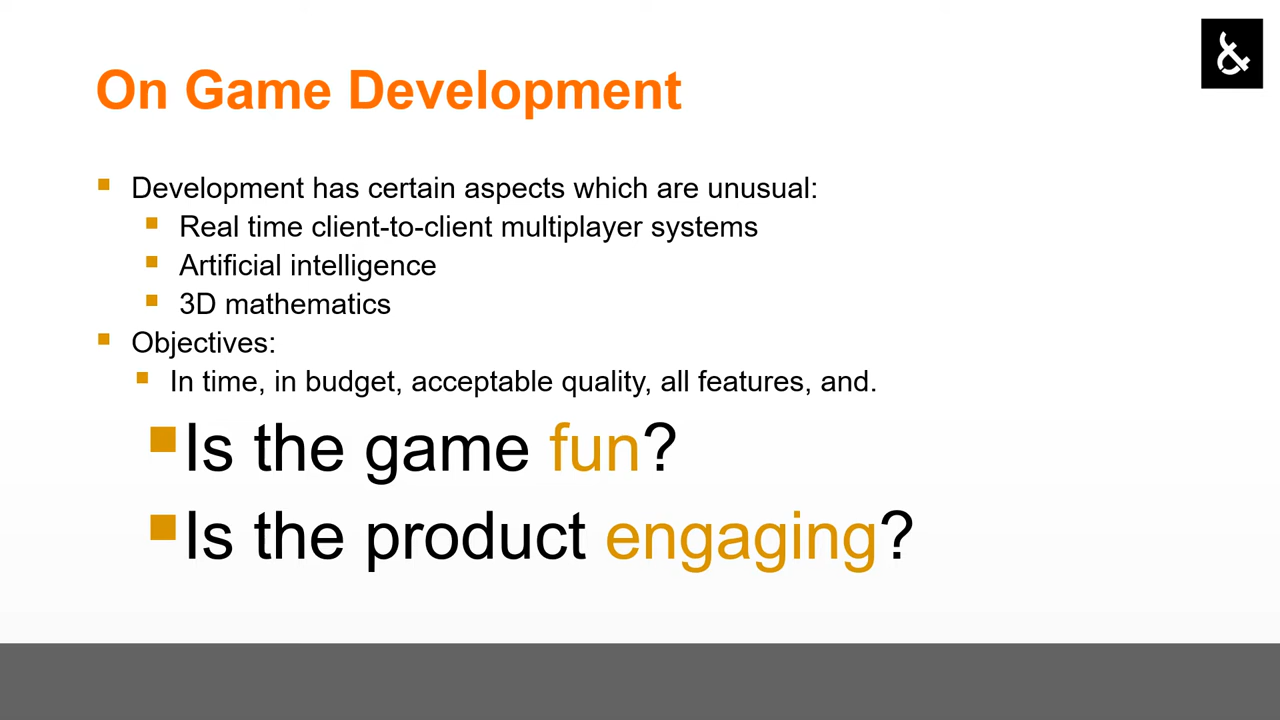 &
On Game Development
Development has certain aspects which are unusual:
Real time client-to-client multiplayer systems
Artificial intelligence
3D mathematics
Objectives:
In time, in budget, acceptable quality, all features, and.
Is the game fun?
Is the product engaging?